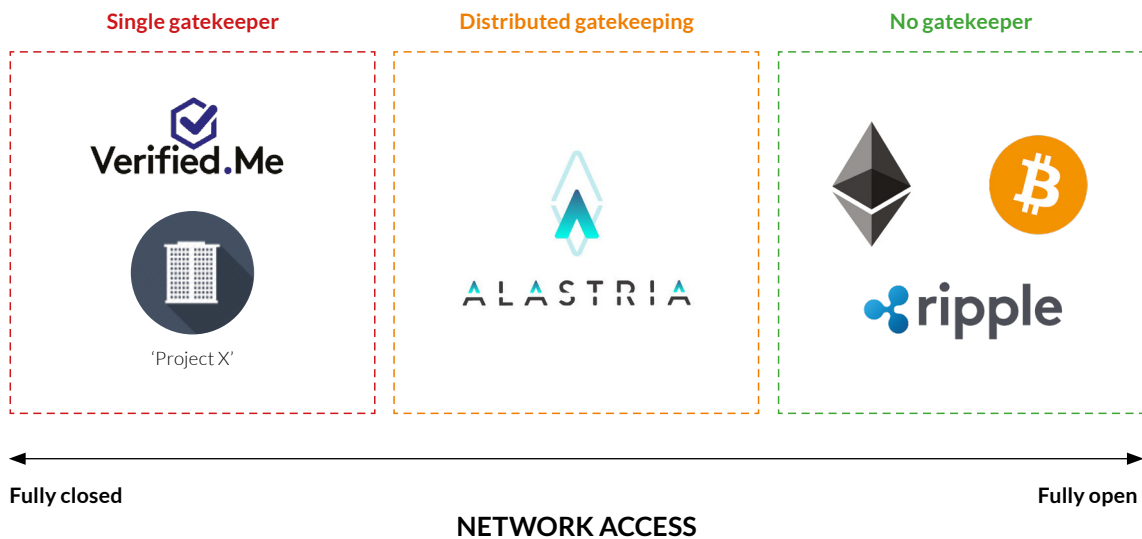 Single gatekeeper
Distributed gatekeeping
No gatekeeper
Verified.Me
'Project X'
ALASTRIA
ripple
Fully closed
Fully open
NETWORK ACCESS